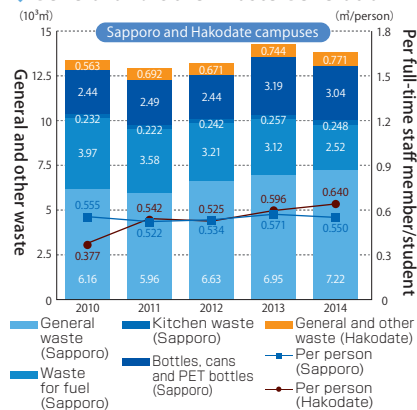 (10³m³)
(m³/person)
Sapporo and Hakodate campuses
General and other waste
Per full-time staff member/student
15
12.5
10
7.5
5
2.5
0
1.8
1.5
1.2
0.9
0.6
0.3
0
0.563
0.692
0.671
0.744
0.771
2.44
2.49
2.44
3.19
3.04
0.232
0.222
0.242
0.257
0.248
3.97
3.58
3.21
3.12
2.52
0.555
0.542
0.525
0.596
0.640
0.377
0.522
0.534
0.571
0.550
6.16
5.96
6.63
6.95
7.22
2010
2011
2012
2013
2014
General
waste
(Sapporo)
Waste
for fuel
(Sapporo)
Kitchen waste
(Sapporo)
Bottles, cans
and PET bottles
(Sapporo)
General and other
waste (Hakodate)
Per person
(Sapporo)
Per person
(Hakodate)